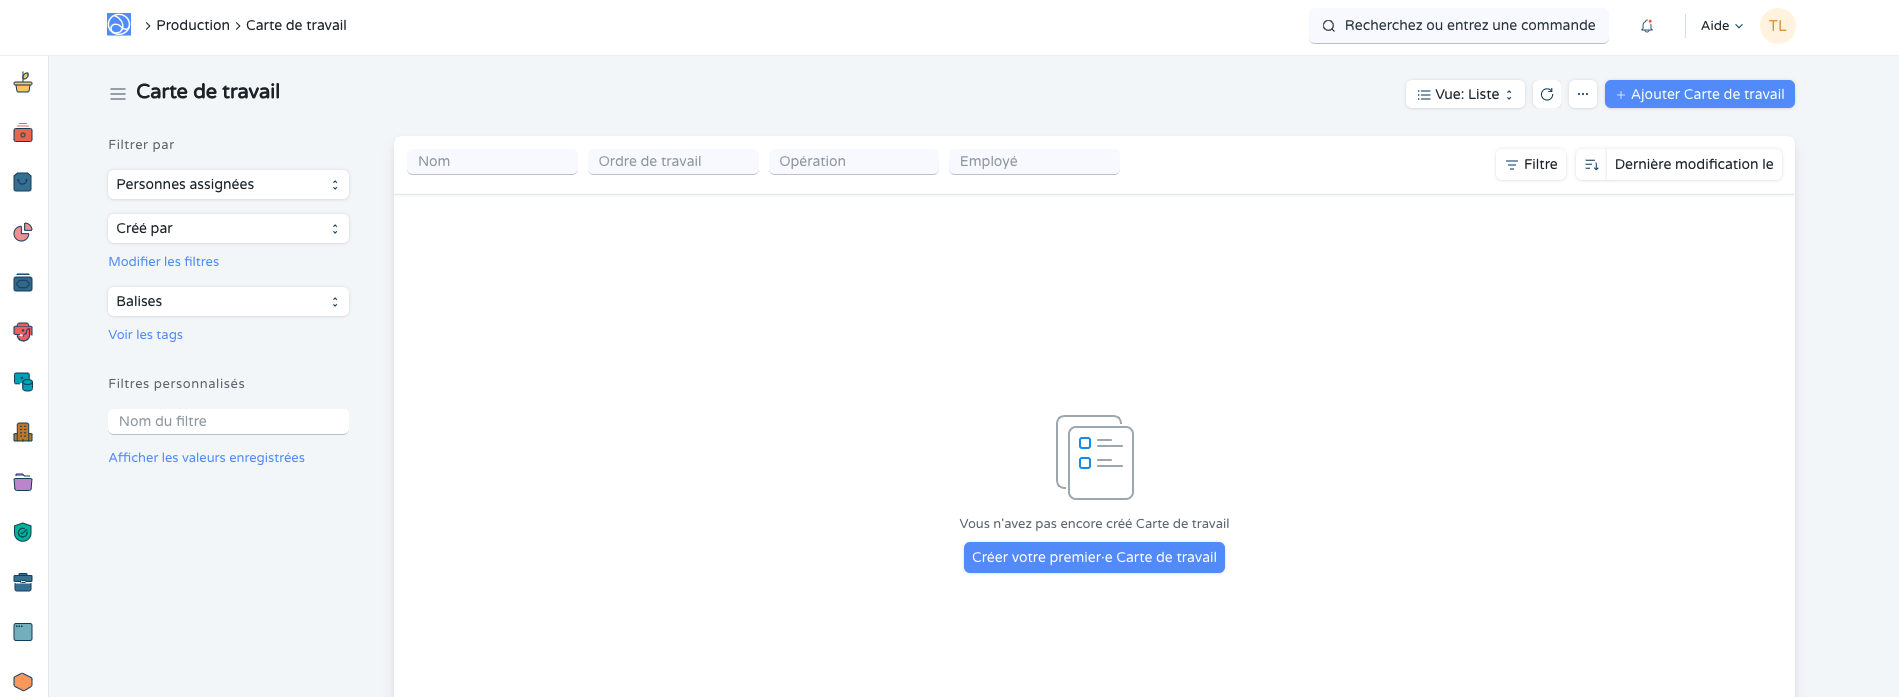 Production
Carte de travail
Recherchez ou entrez une commande
Aide
TL
Carte de travail
Vue: Liste
Ajouter Carte de travail
Filtrer par
Personnes assignées
Créé par
Modifier les filtres
Balises
Voir les tags
Filtres personnalisés
Nom du filtre
Afficher les valeurs enregistrées
Nom
Ordre de travail
Opération
Employé
Filtre
Dernière modification le
Vous n'avez pas encore créé Carte de travail
Créer votre premier·e Carte de travail